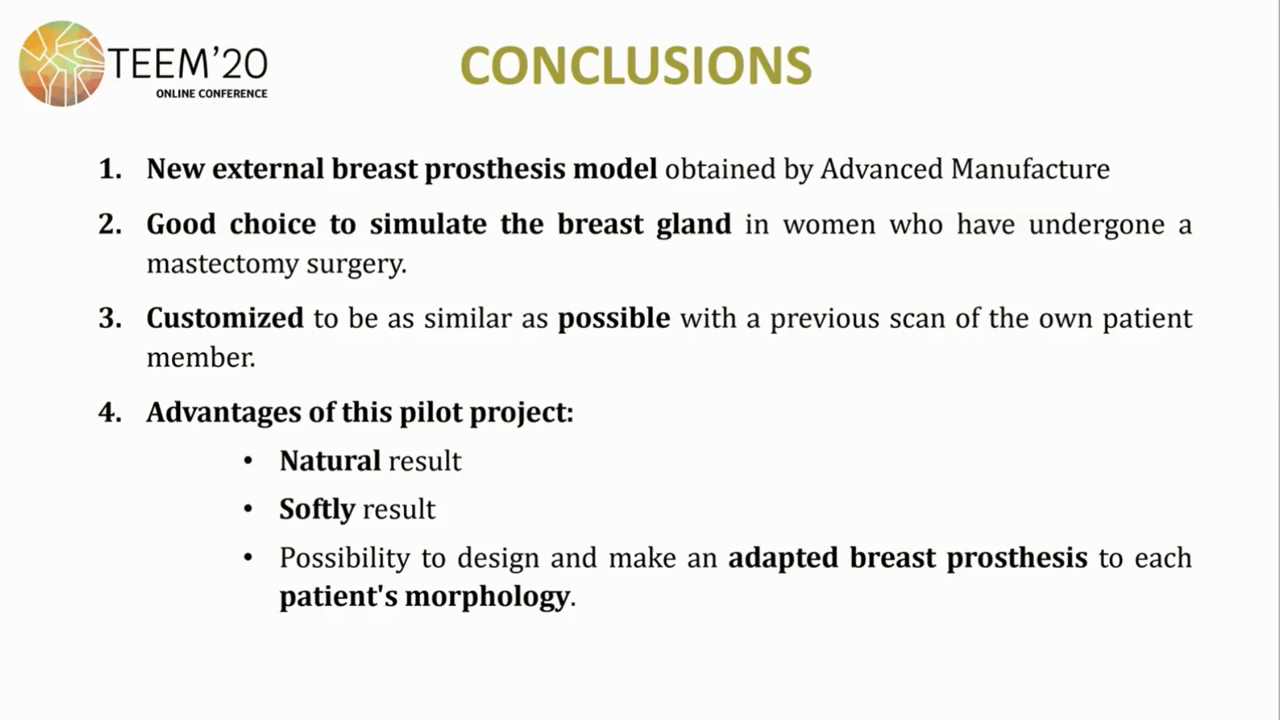 TEEM’20
ONLINE CONFERENCE
CONCLUSIONS
1. New external breast prosthesis model obtained by Advanced Manufacture
2. Good choice to simulate the breast gland in women who have undergone a
mastectomy surgery.
3. Customized to be as similar as possible with a previous scan of the own patient
member.
4. Advantages of this pilot project:
• Natural result
• Softly result
• Possibility to design and make an adapted breast prosthesis to each
patient's morphology.